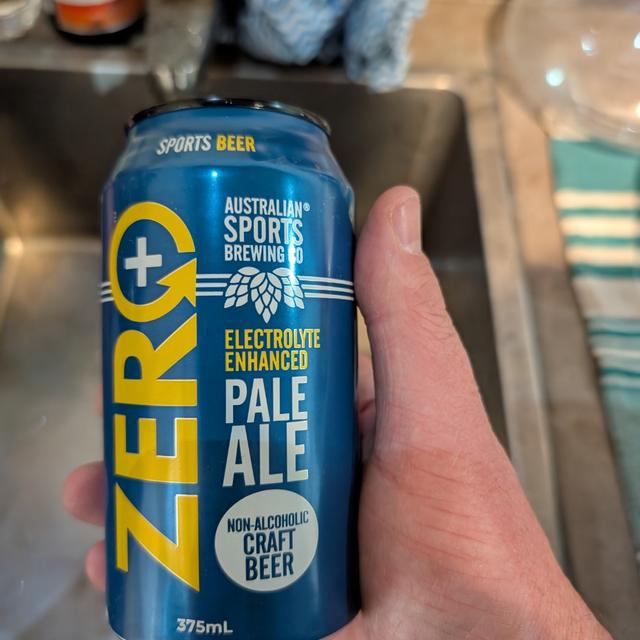 SPORTS BEER
ZERO+
AUSTRALIAN®
SPORTS
BREWING CO
ELECTROLYTE
ENHANCED
PALE
ALE
NON-ALCOHOLIC
CRAFT
BEER
375mL